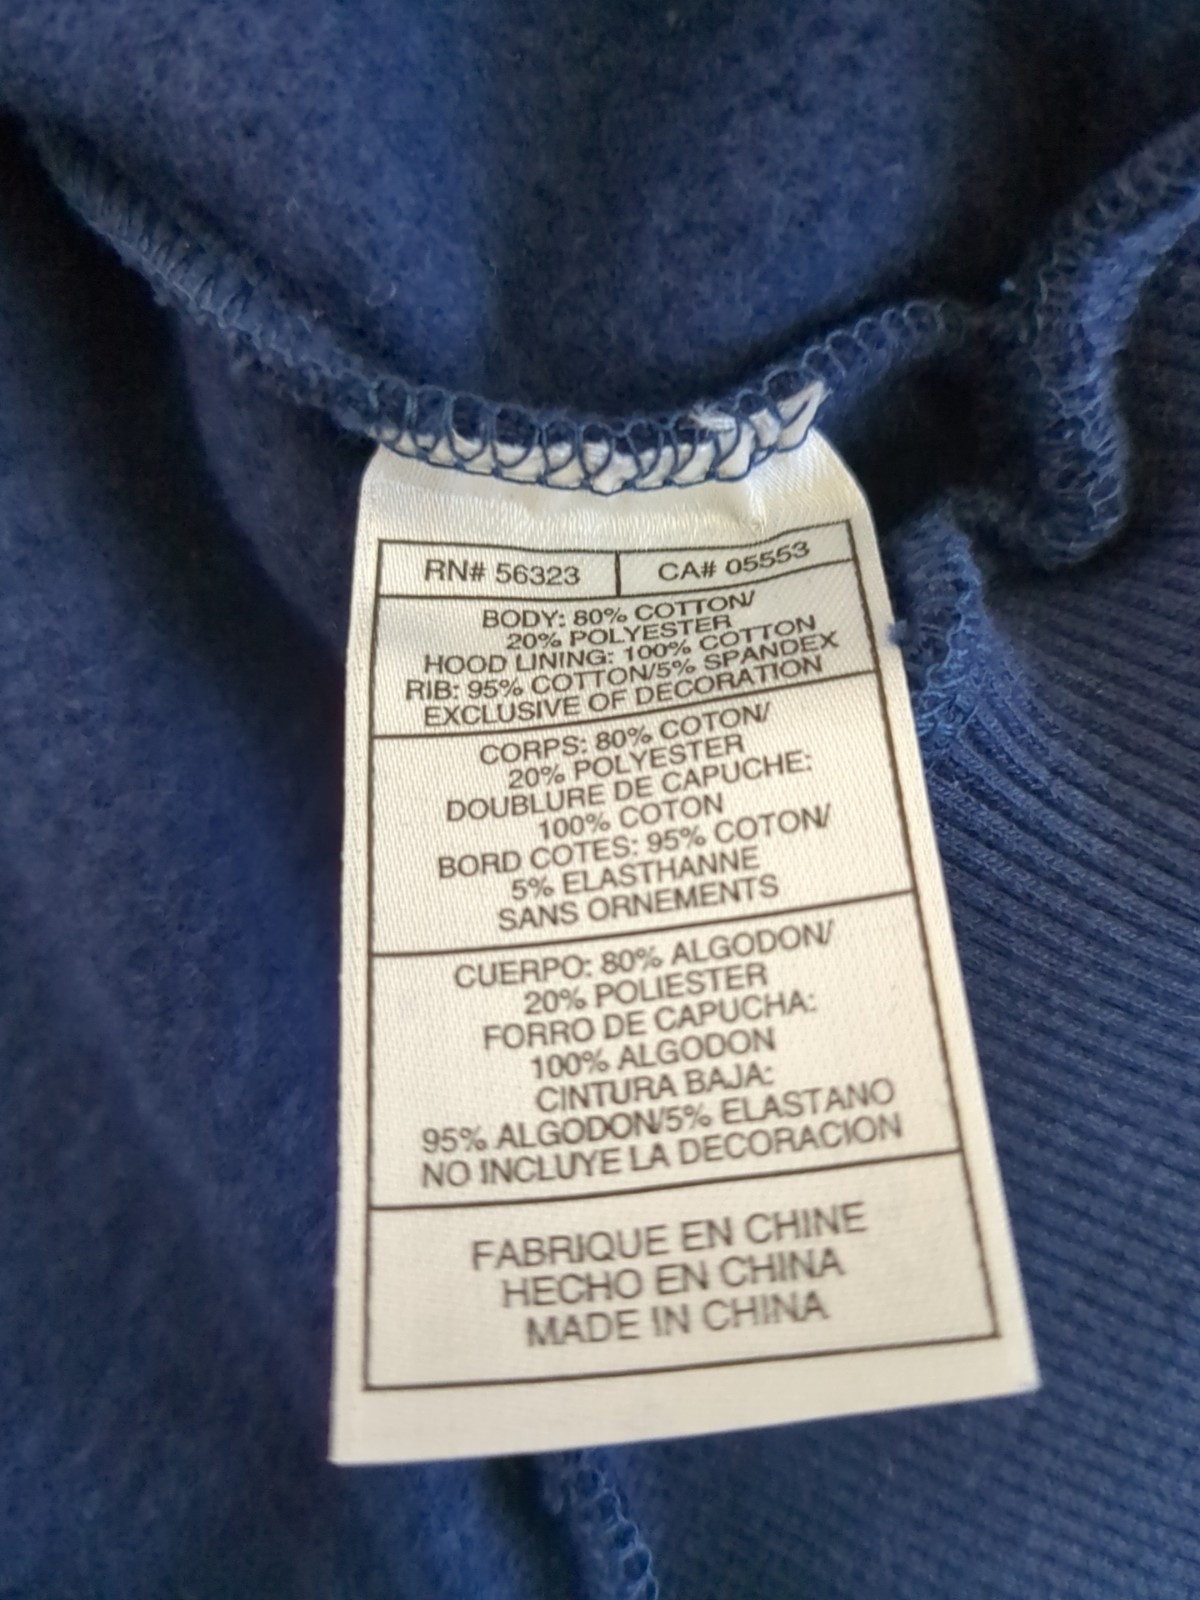 RN# 56323 CA# 05553
BODY: 80% COTTON/
20% POLYESTER
HOOD LINING: 100% COTTON
RIB: 95% COTTON/5% SPANDEX
EXCLUSIVE OF DECORATION
CORPS: 80% COTON/
20% POLYESTER
DOUBLURE DE CAPUCHE:
100% COTON
BORD COTES: 95% COTON/
5% ELASTHANNE
SANS ORNEMENTS
CUERPO: 80% ALGODON/
20% POLIESTER
FORRO DE CAPUCHA:
100% ALGODON
CINTURA BAJA:
95% ALGODON/5% ELASTANO
NO INCLUYE LA DECORACION
FABRIQUE EN CHINE
HECHO EN CHINA
MADE IN CHINA